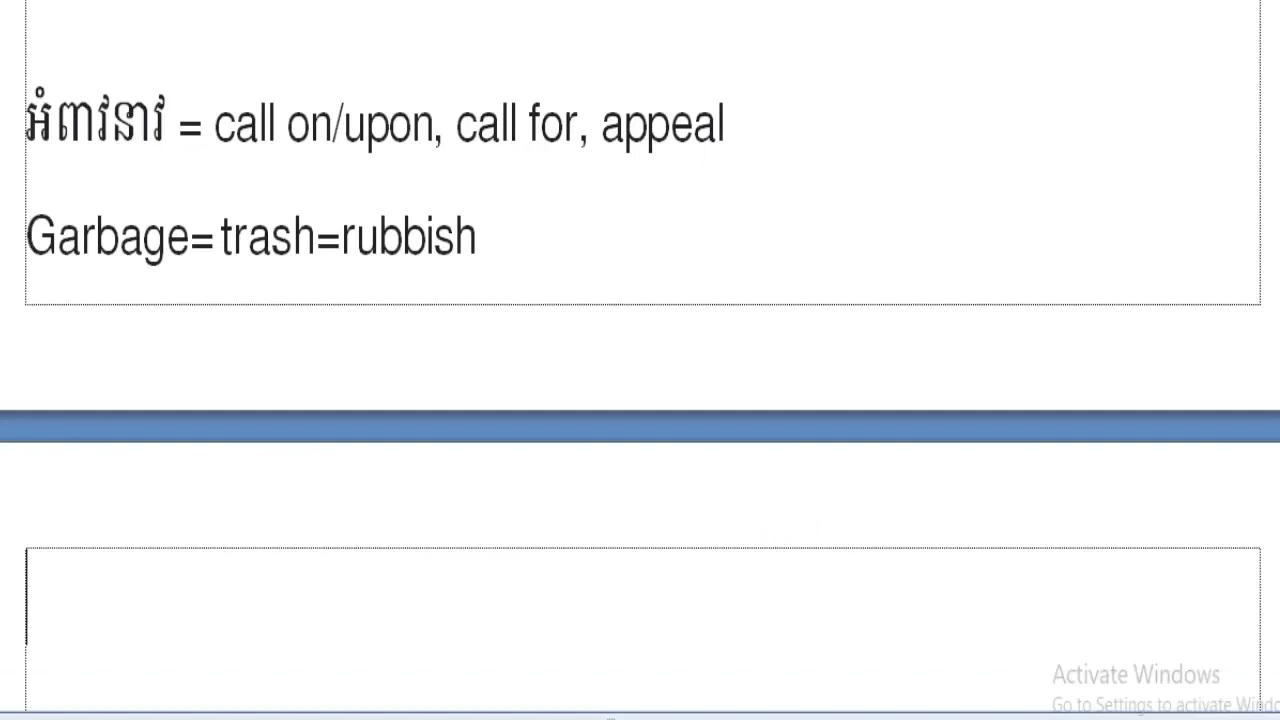 អំពាវនាវ = call on/upon, call for, appeal
Garbage=trash=rubbish
Activate Windows
Go to Settings to activate